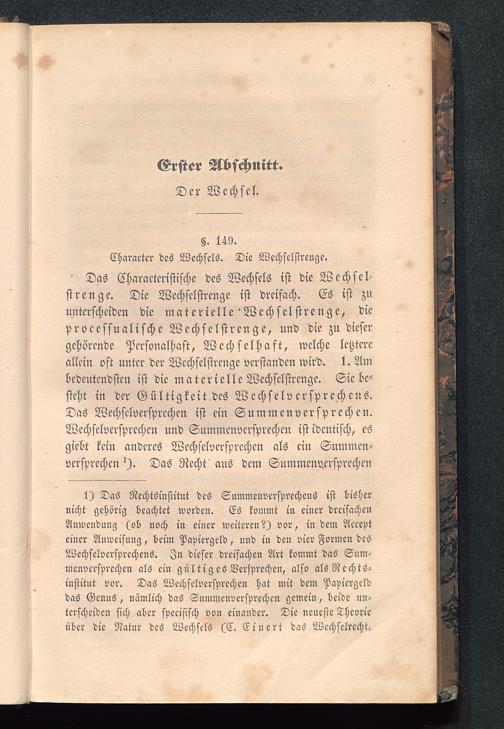 Erster Abschnitt.
Der Wechsel.
§. 149.
Character des Wechsels. Die Wechselstrenge.
Das Characteristische des Wechsels ist die Wechsel-
strenge. Die Wechselstrenge ist dreifach. Es ist zu
unterscheiden die materielle Wechselstrenge, die
processualische Wechselstrenge, und die zu dieser
gehörende Personalhaft, Wechselhaft, welche letztere
allein oft unter der Wechselstrenge verstanden wird. 1. Am
bedeutendsten ist die materielle Wechselstrenge. Sie be-
steht in der Gültigkeit des Wechselversprechens.
Das Wechselversprechen ist ein Summenversprechen.
Wechselversprechen und Summenversprechen ist identisch, es
giebt kein anderes Wechselversprechen als ein Summen-
versprechen ¹). Das Recht aus dem Summenversprechen
1) Das Rechtsinstitut des Summenversprechens ist bisher
nicht gehörig beachtet worden. Es kommt in einer dreifachen
Anwendung (ob noch in einer weiteren?) vor, in dem Accept
einer Anweisung, beim Papiergeld, und in den vier Formen des
Wechselversprechens. In dieser dreifachen Art kommt das Sum-
menversprechen als ein gültiges Versprechen, also als Rechts-
institut vor. Das Wechselversprechen hat mit dem Papiergeld
das Genus, nämlich das Summenversprechen gemein, beide un-
terscheiden sich aber specifisch von einander. Die neueste Theorie
über die Natur des Wechsels (C. Einert das Wechselrecht.